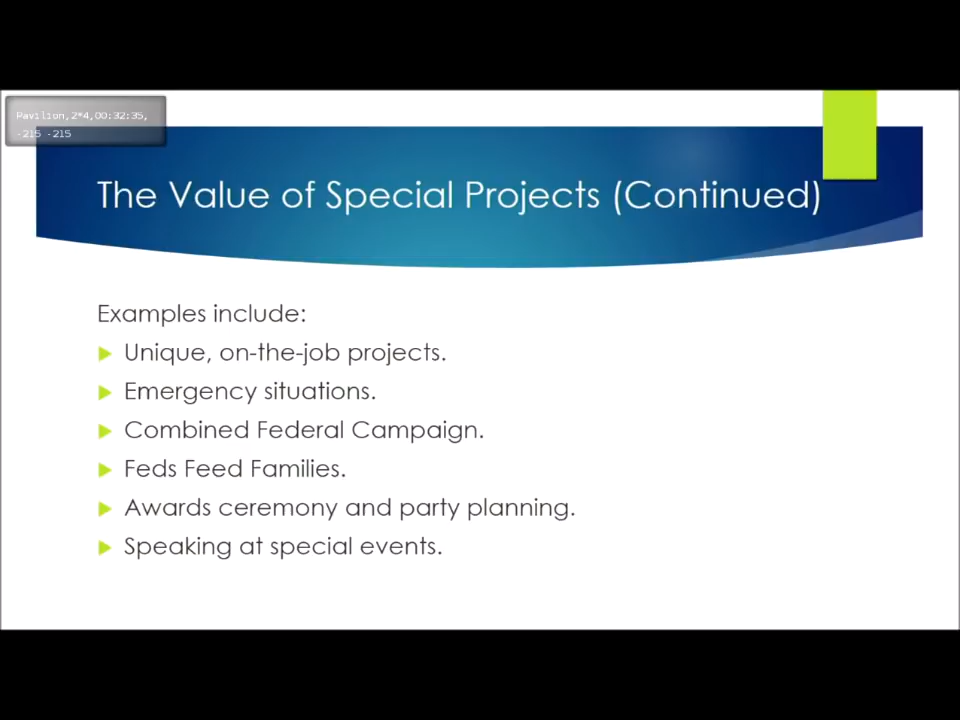 Pavilion,2*4,00:32:35,
-215 -215
The Value of Special Projects (Continued)
Examples include:
Unique, on-the-job projects.
Emergency situations.
Combined Federal Campaign.
Feds Feed Families.
Awards ceremony and party planning.
Speaking at special events.